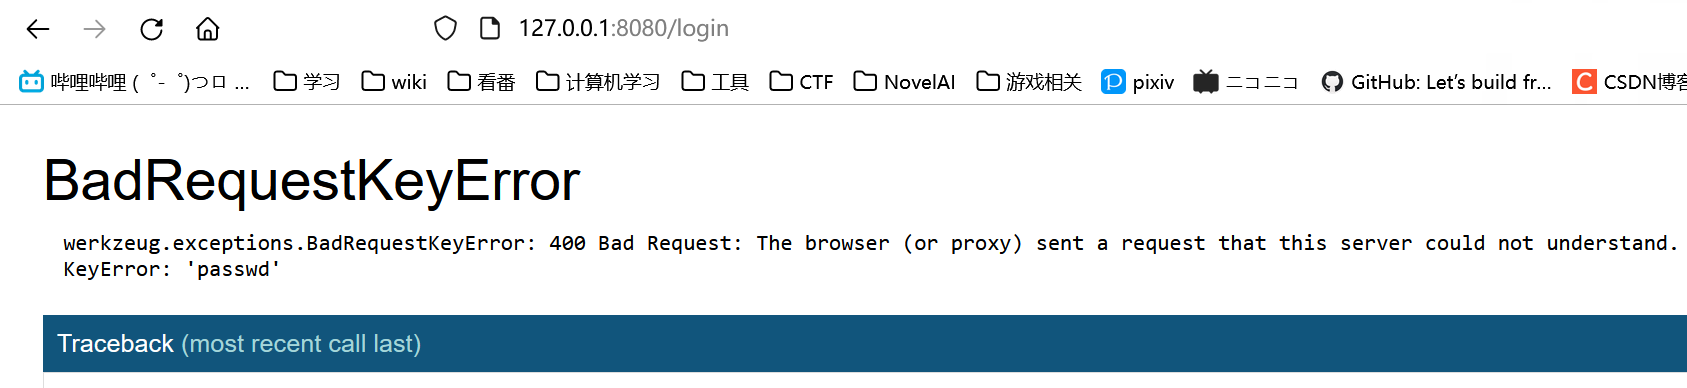 127.0.0.1:8080/login
哔哩哔哩 ( ゜- ゜)つロ ... 学习 wiki 看番 计算机学习 工具 CTF NovelAI 游戏相关 pixiv ニコニコ GitHub: Let’s build fr... CSDN博客
BadRequestKeyError
werkzeug.exceptions.BadRequestKeyError: 400 Bad Request: The browser (or proxy) sent a request that this server could not understand.
KeyError: 'passwd'
Traceback (most recent call last)